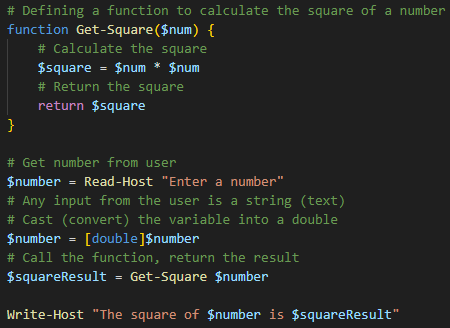 # Defining a function to calculate the square of a number
function Get-Square($num) {
    # Calculate the square
    $square = $num * $num
    # Return the square
    return $square
}

# Get number from user
$number = Read-Host "Enter a number"
# Any input from the user is a string (text)
# Cast (convert) the variable into a double
$number = [double]$number
# Call the function, return the result
$squareResult = Get-Square $number

Write-Host "The square of $number is $squareResult"